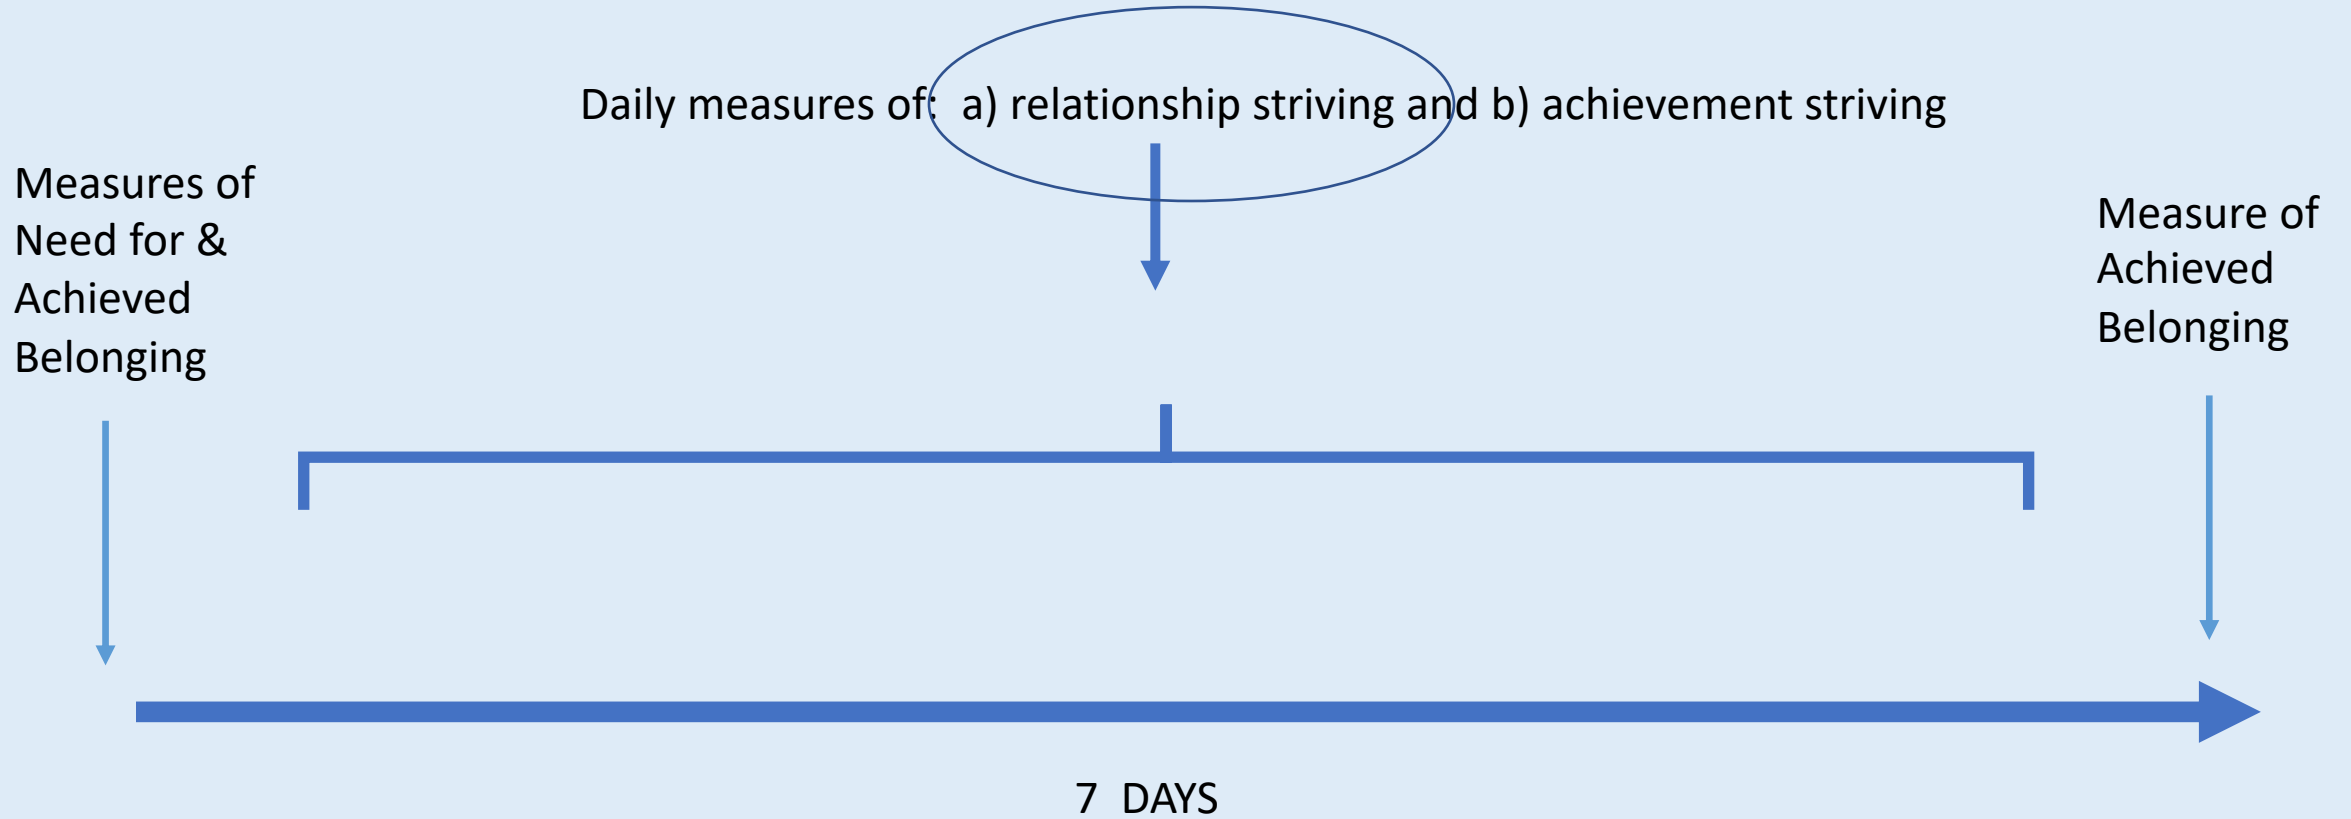 Daily measures of:  a) relationship striving and b) achievement striving
Measures of
Need for &
Achieved
Belonging
Measure of
Achieved
Belonging
7  DAYS